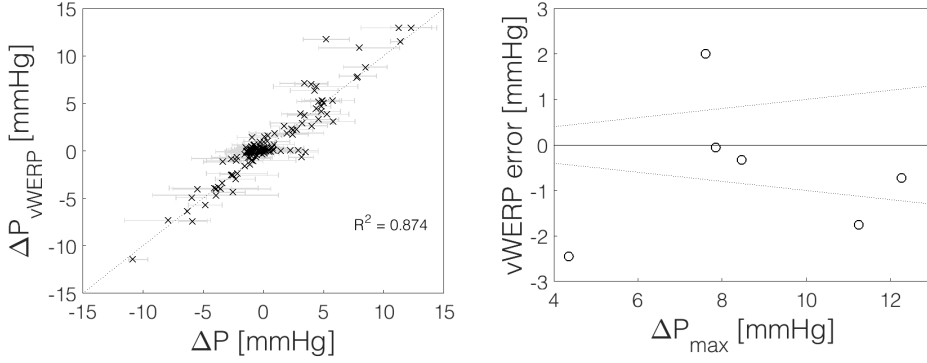 15
10
5
0
-5
-10
-15
-15 -10 -5 0 5 10 15
ΔP_vWERP [mmHg]
ΔP [mmHg]
R² = 0.874
3
2
1
0
-1
-2
-3
4 6 8 10 12
vWERP error [mmHg]
ΔP_max [mmHg]